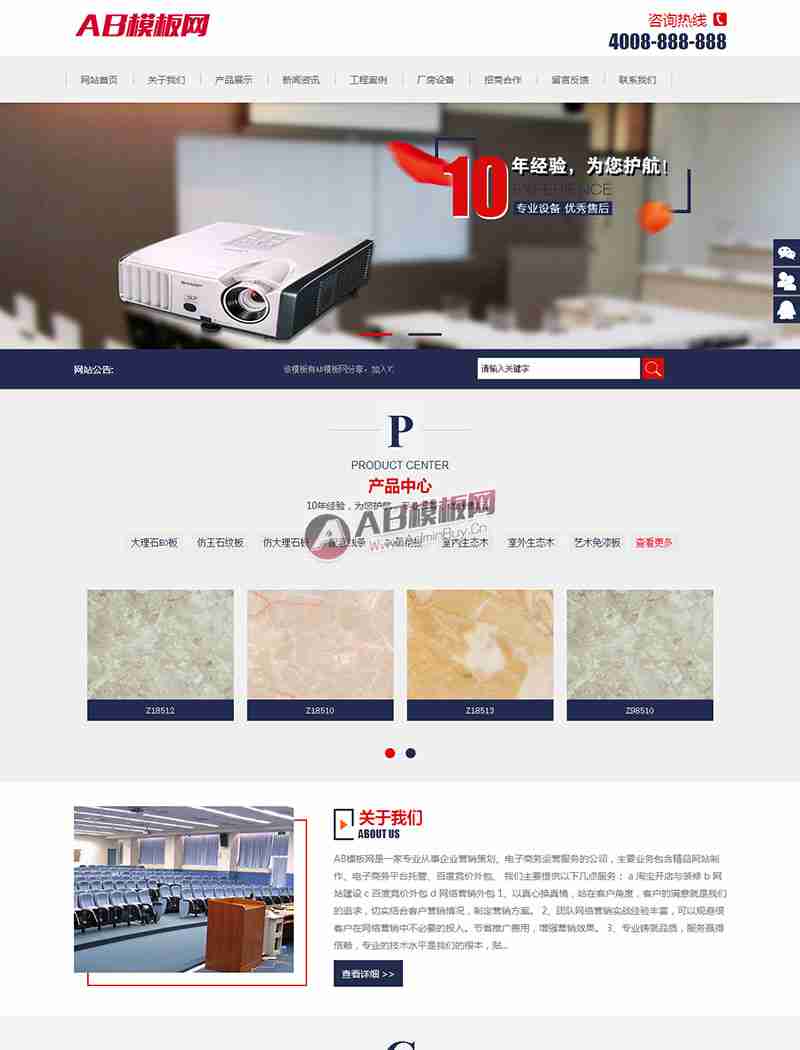 AB模板网
咨询热线
4008-888-888
网站首页 关于我们 产品展示 新闻资讯 工程案例 厂房设备 招商合作 留言反馈 联系我们
10年经验，为您护航！
EXPERIENCE
专业设备 优秀售后
网站公告:
该模板有AB模板网分享，加入
请输入关键字
P
PRODUCT CENTER
产品中心
10年经验，为您护航
AB模板网
www.AdminBuy.Cn
大理石EO板 仿玉石纹板 仿大理石 室内生态木 室外生态木 艺术免漆板 查看更多
Z18512 Z18510 Z18513 Z98510
关于我们
ABOUT US
AB模板网是一家专业从事企业营销策划、电子商务运营服务的公司，主要业务包含精品网站制
作、电子商务平台托管、百度竞价外包。 我们主要提供以下几点服务： a 淘宝开店与装修 b 网
站建设 c 百度竞价外包 d 网络营销外包 1、以真心换真情，站在客户角度，客户的满意就是我们
的追求，切实结合客户营销情况，制定营销方案。 2、团队网络营销实战经验丰富，可以规避很
客户在网络营销中不必要的投入。节省推广费用，增强营销效果。 3、专业铸就品质，服务赢得
信赖，专业的技术水平是我们的根本，贴...
查看详细 >>